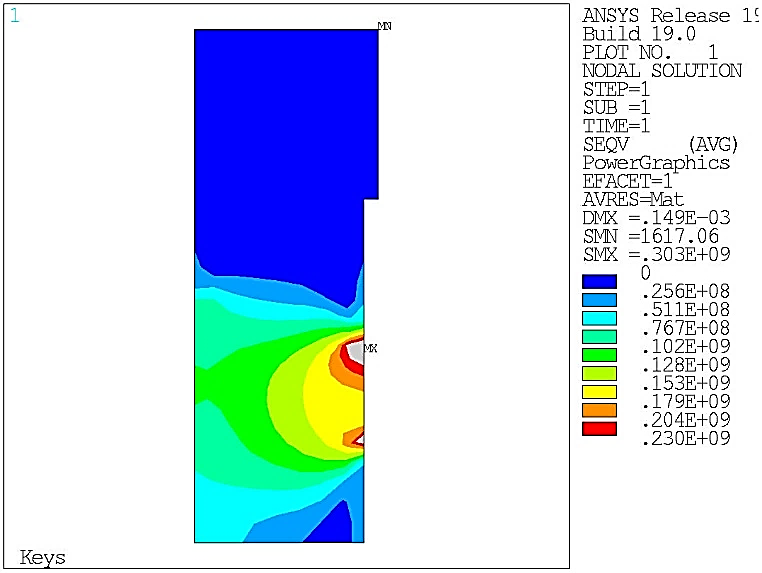 1
MN
MX
Keys
ANSYS Release 19
Build 19.0
PLOT NO. 1
NODAL SOLUTION
STEP=1
SUB =1
TIME=1
SEQV (AVG)
PowerGraphics
EFACET=1
AVRES=Mat
DMX =.149E-03
SMN =1617.06
SMX =.303E+09
0
.256E+08
.511E+08
.767E+08
.102E+09
.128E+09
.153E+09
.179E+09
.204E+09
.230E+09